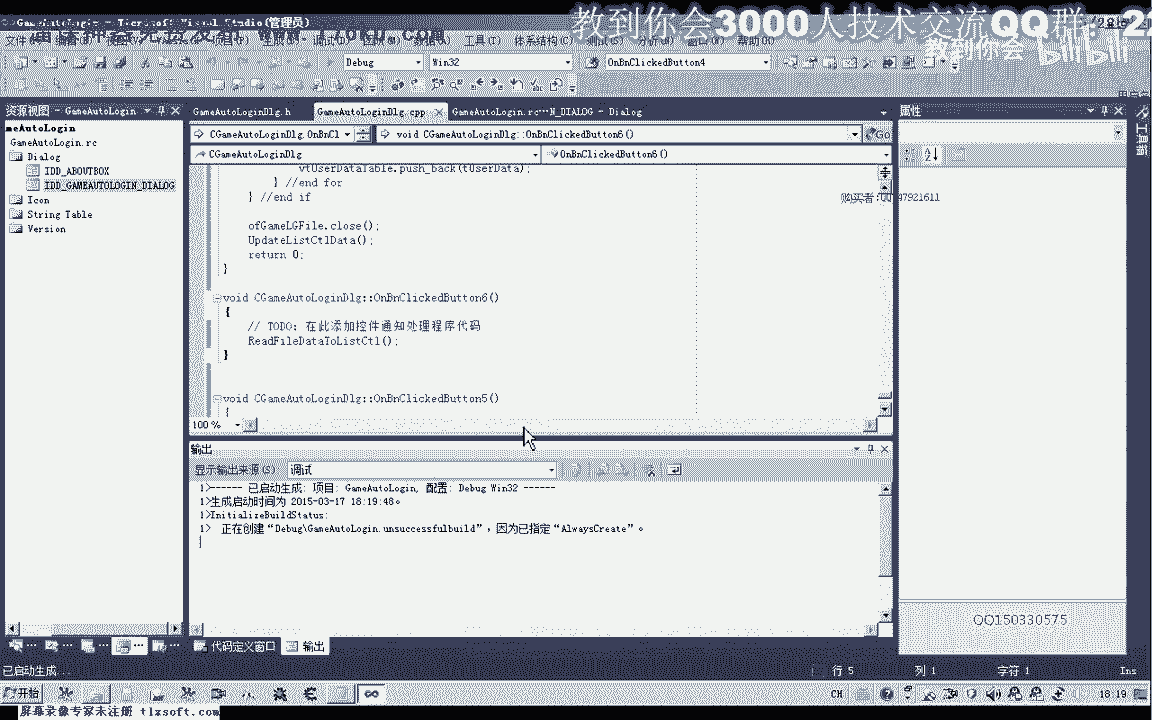 GameAutoLogin - Microsoft Visual Studio(管理员)
教到你会3000人技术交流QQ群：2
教到你会 bilibili
工具(T) 体系结构(C) 帮助(H)
Debug Win32 OnBnClickedButton4
资源视图 - GameAutoLogin
GameAutoLoginDlg.h GameAutoLoginDlg.cpp GameAutoLogin.rc...N_DIALOG - Dialog
属性
工具箱
meAutoLogin
GameAutoLogin.rc
Dialog
IDD_ABOUTBOX
IDD_GAMEAUTOLOGIN_DIALOG
Icon
String Table
Version
CGameAutoLoginDlg.OnBnCl void CGameAutoLoginDlg::OnBnClickedButton6() Go
CGameAutoLoginDlg OnBnClickedButton6()
vtUserDataTable.push_back(tUserData);
} //end for
} //end if
ofGameLGFile.close();
UpdateListCtlData();
return 0;
}
void CGameAutoLoginDlg::OnBnClickedButton6()
{
// TODO: 在此添加控件通知处理程序代码
ReadFileDataToListCtl();
}
void CGameAutoLoginDlg::OnBnClickedButton5()
{
100 %
购买者:QQ 97921611
输出
显示输出来源(S): 调试
1>------ 已启动生成: 项目: GameAutoLogin, 配置: Debug Win32 ------
1>生成启动时间为 2015-03-17 18:19:48。
1>InitializeBuildStatus:
1>  正在创建“Debug\GameAutoLogin.unsuccessfulbuild”，因为已指定“AlwaysCreate”。
QQ150330575
代码定义窗口 输出
已启动生成...
行 5 列 1 字符 1 Ins
开始 CH 18:19
屏幕录像专家未注册 tlxsoft.com